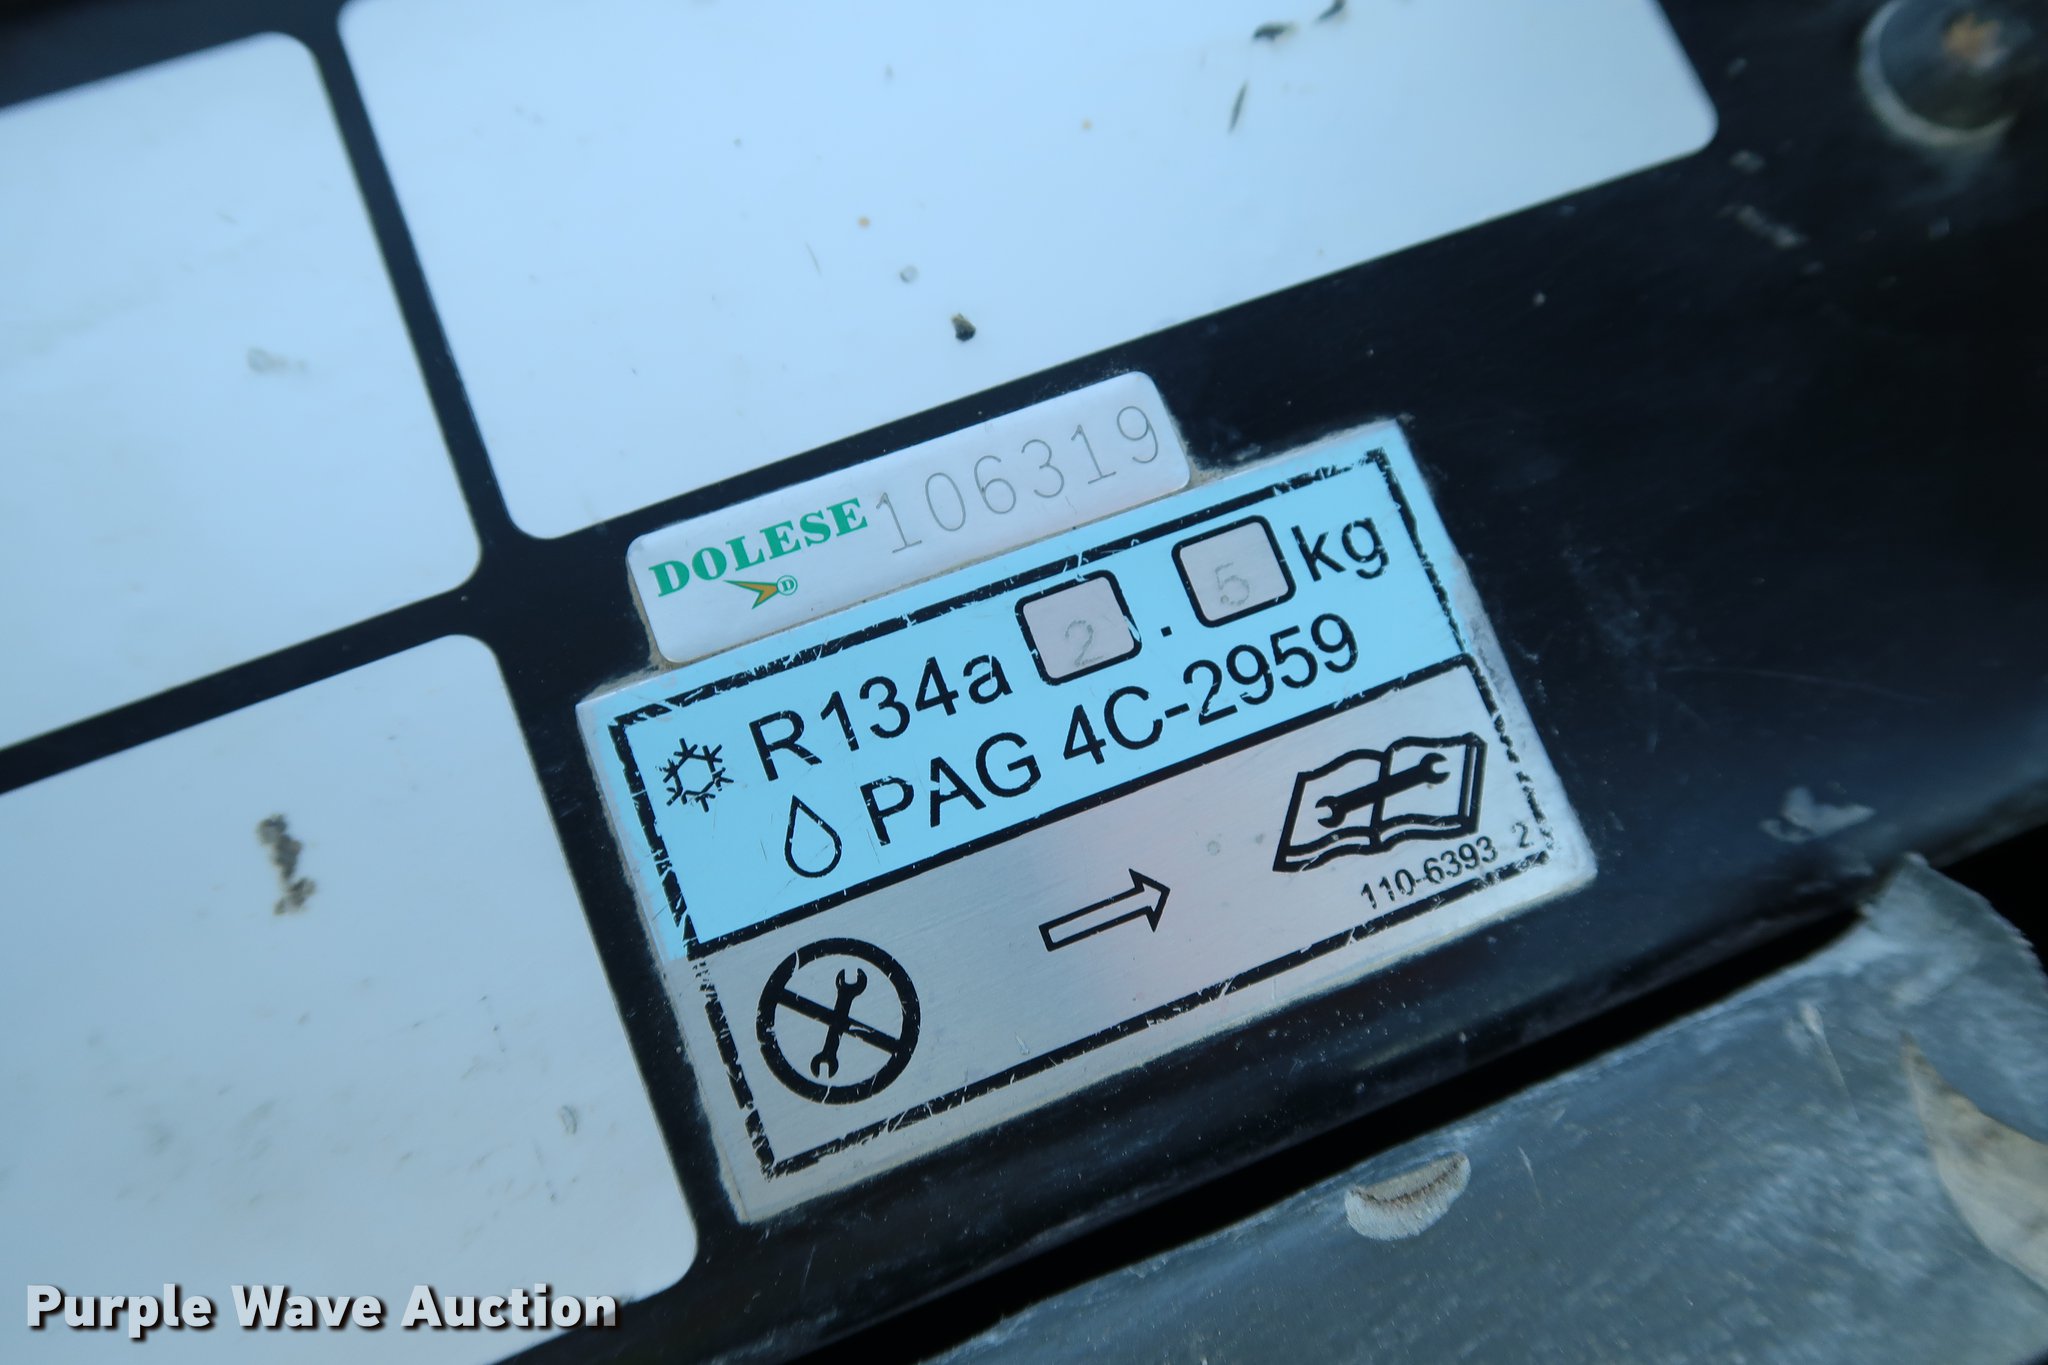 DOLESE 106319
D
R134a 2.5 kg
PAG 4C-2959
110-6393 2
Purple Wave Auction